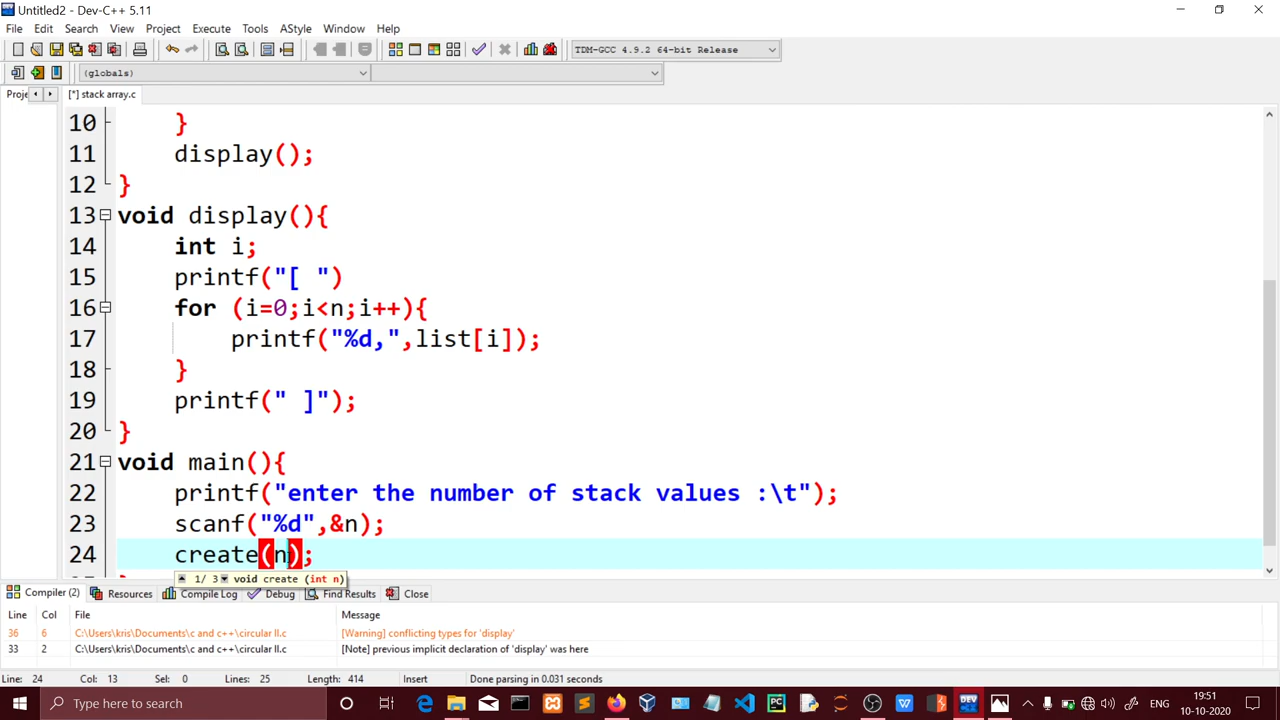 Untitled2 - Dev-C++ 5.11
File Edit Search View Project Execute Tools AStyle Window Help
TDM-GCC 4.9.2 64-bit Release
(globals)
Proje [*] stack array.c
10 }
11 display();
12 }
13 void display(){
14 int i;
15 printf("[ ")
16 for (i=0;i<n;i++){
17 printf("%d,",list[i]);
18 }
19 printf(" ]");
20 }
21 void main(){
22 printf("enter the number of stack values :\t");
23 scanf("%d",&n);
24 create(n);
1/ 3 void create (int n)
Compiler (2) Resources Compile Log Debug Find Results Close
Line Col File Message
36 6 C:\Users\kris\Documents\c and c++\circular ll.c [Warning] conflicting types for 'display'
33 2 C:\Users\kris\Documents\c and c++\circular ll.c [Note] previous implicit declaration of 'display' was here
Line: 24 Col: 13 Sel: 0 Lines: 25 Length: 414 Insert Done parsing in 0.031 seconds
Type here to search
19:51
10-10-2020